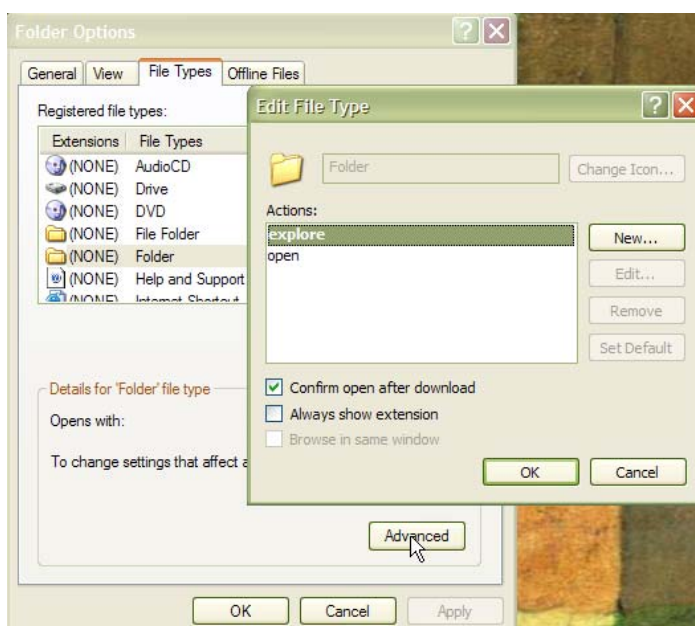 Folder Options
General View File Types Offline Files
Registered file types:
Extensions File Types
(NONE) AudioCD
(NONE) Drive
(NONE) DVD
(NONE) File Folder
(NONE) Folder
(NONE) Help and Support
(NONE) Internet Shortcut
Details for 'Folder' file type
Opens with:
To change settings that affect a
Advanced
OK Cancel Apply
Edit File Type
Folder Change Icon...
Actions:
explore
open
New...
Edit...
Remove
Set Default
Confirm open after download
Always show extension
Browse in same window
OK Cancel